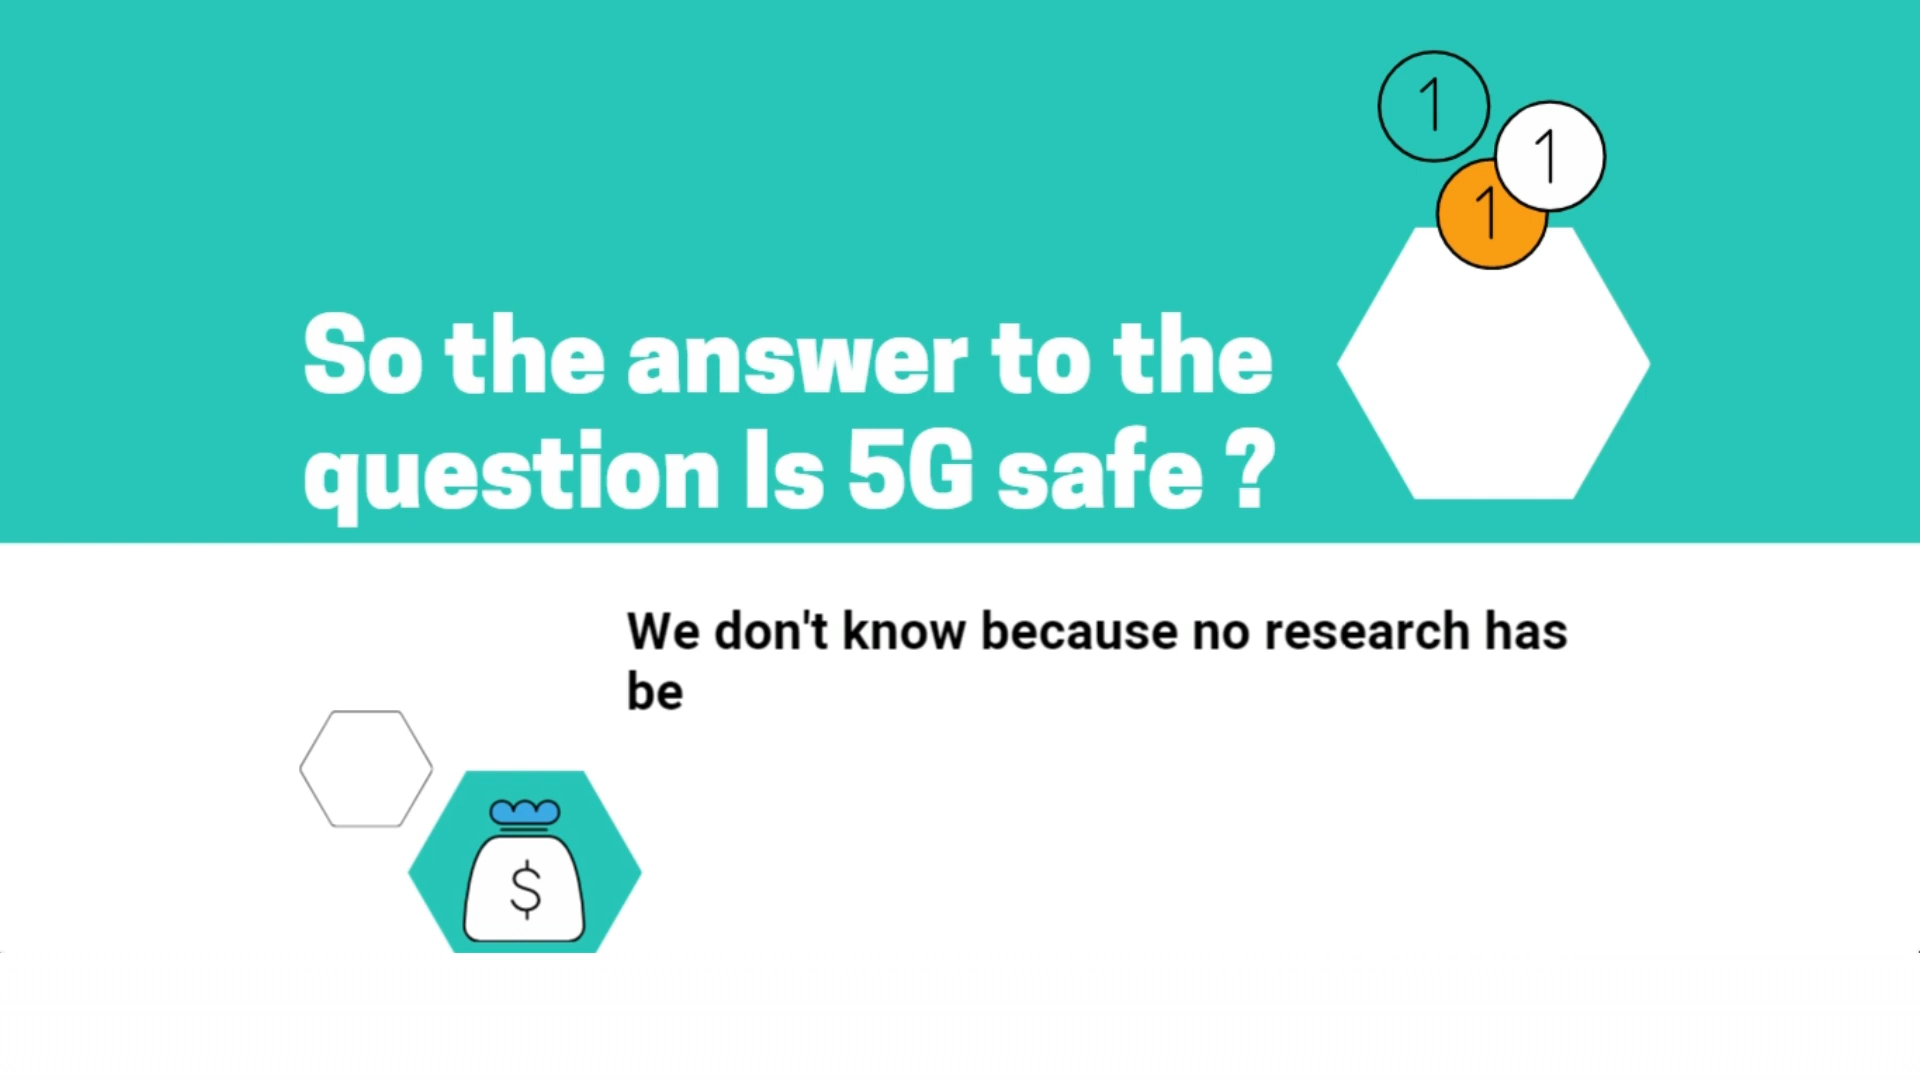 1
1
1
So the answer to the
question Is 5G safe ?
We don't know because no research has
be
$